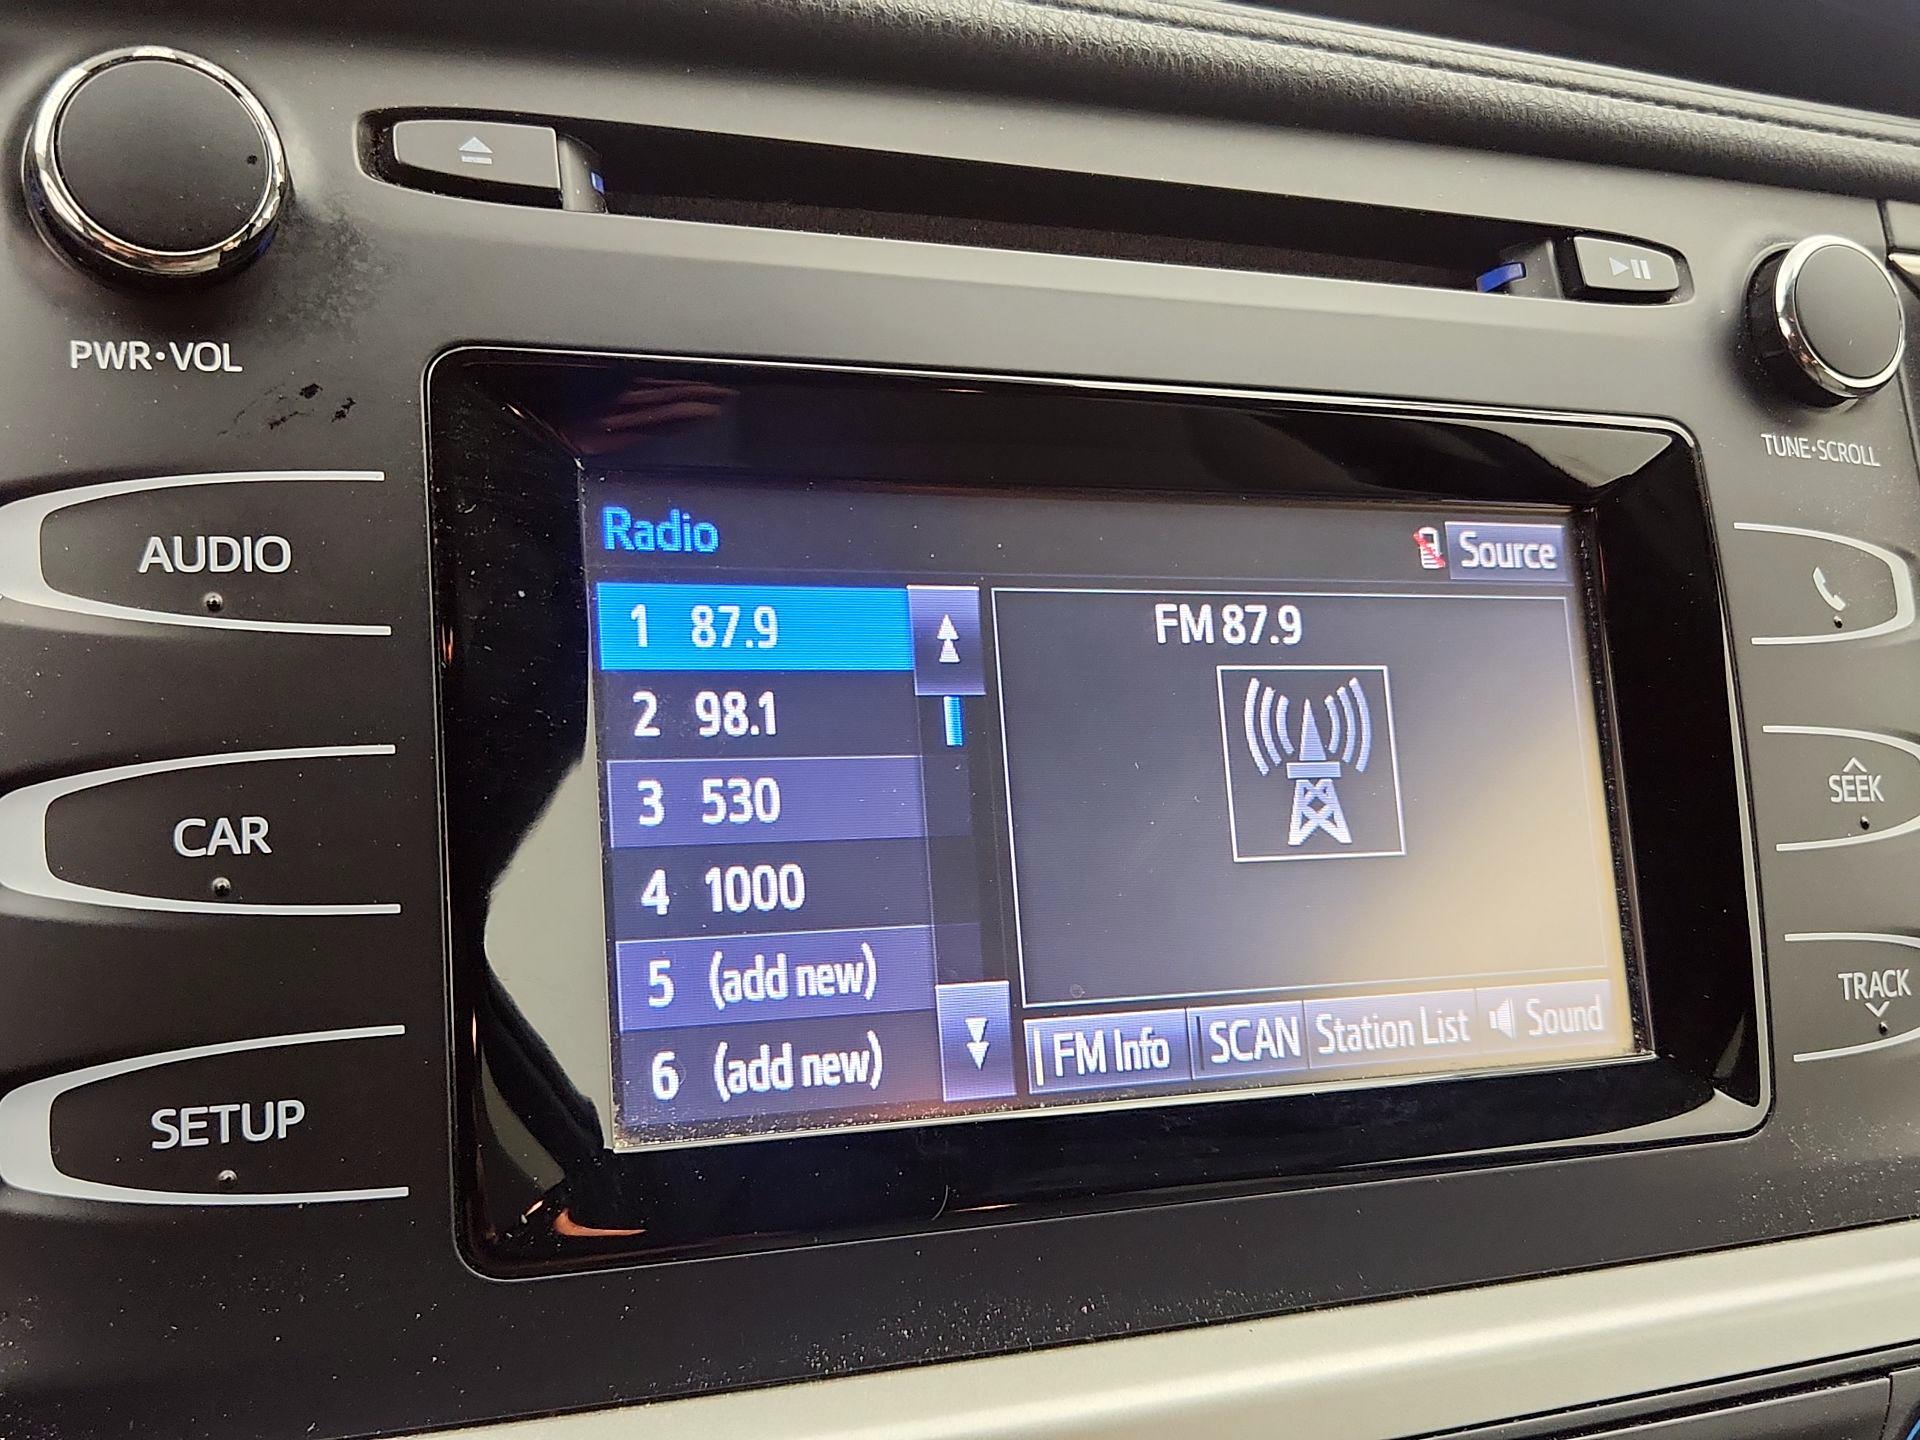 PWR•VOL
TUNE•SCROLL
AUDIO
CAR
SETUP
Radio
Source
1 87.9
2 98.1
3 530
4 1000
5 (add new)
6 (add new)
FM 87.9
FM Info
SCAN
Station List
Sound
SEEK
TRACK